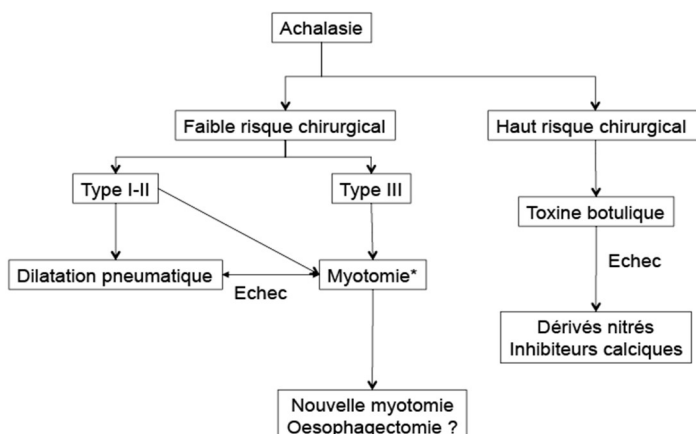 Achalasie
Faible risque chirurgical
Haut risque chirurgical
Type I-II
Type III
Toxine botulique
Echec
Dilatation pneumatique
Echec
Myotomie*
Dérivés nitrés
Inhibiteurs calciques
Nouvelle myotomie
Oesophagectomie ?